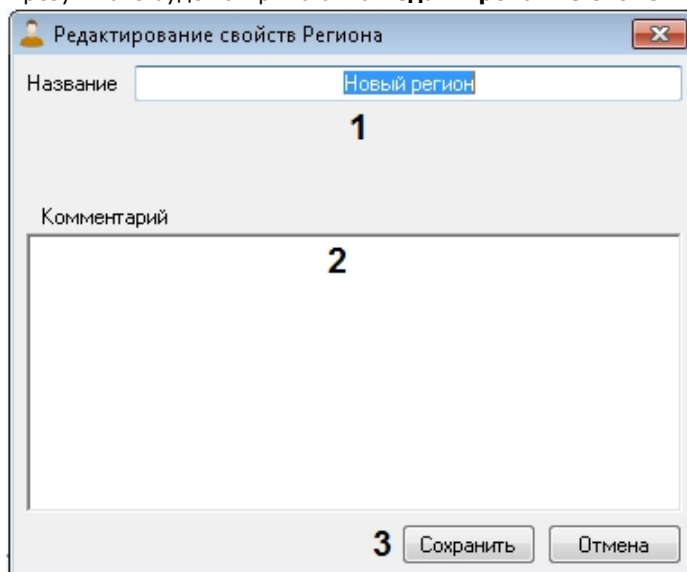 Редактирование свойств Региона
Название Новый регион
1
Комментарий
2
3 Сохранить Отмена